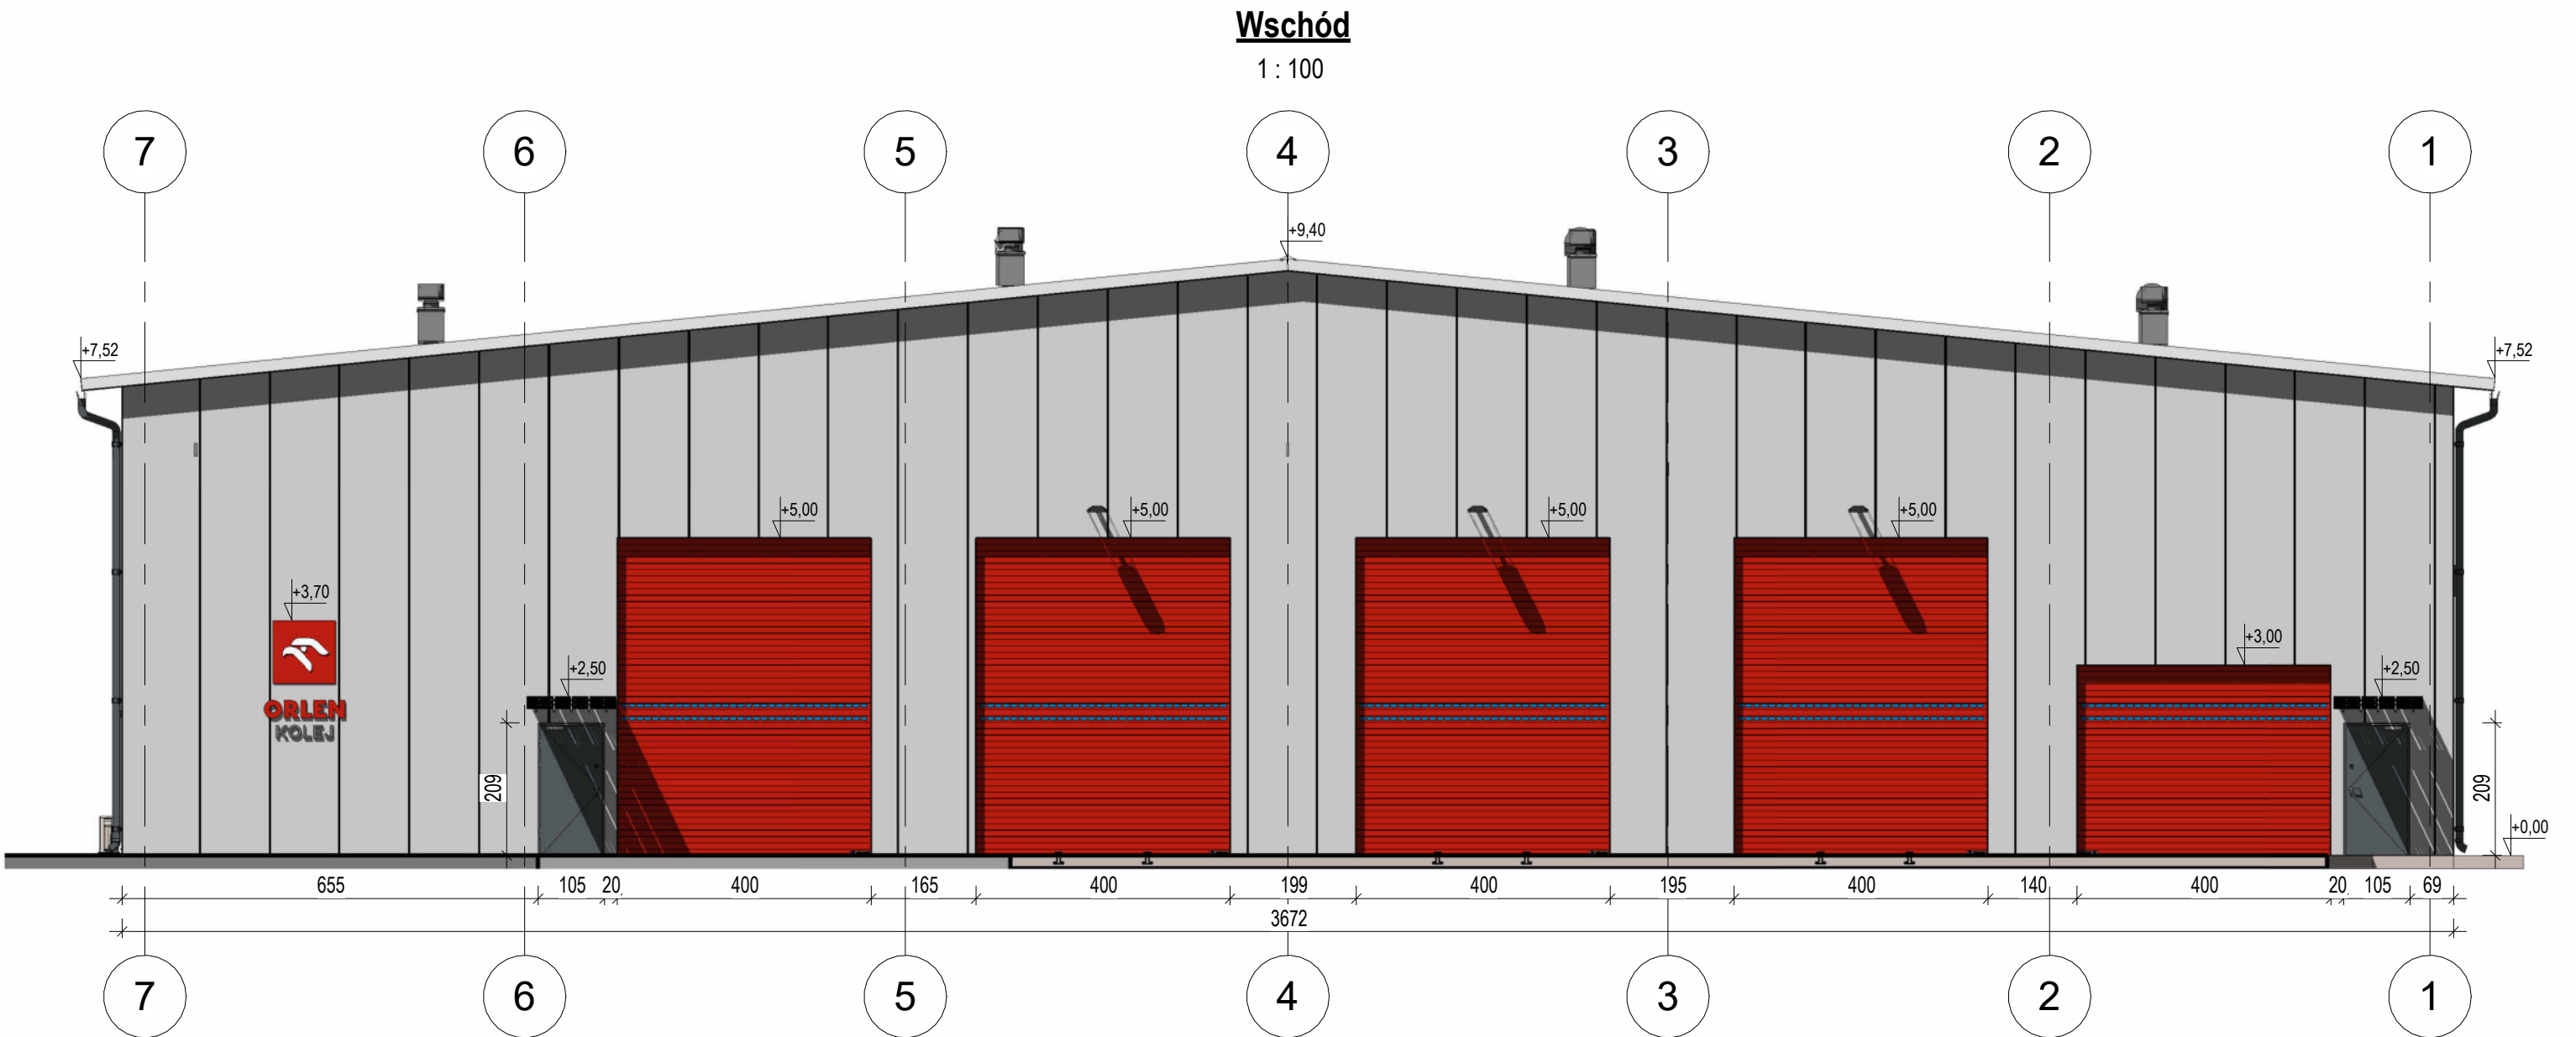 Wschód
1 : 100
7 6 5 4 3 2 1
+9,40
+7,52 +7,52
+5,00 +5,00 +5,00 +5,00
+3,70
+3,00
+2,50 +2,50
ORLEN
KOLEJ
209 209
+0,00
655 105 20 400 165 400 199 400 195 400 140 400 20 105 69
3672
7 6 5 4 3 2 1